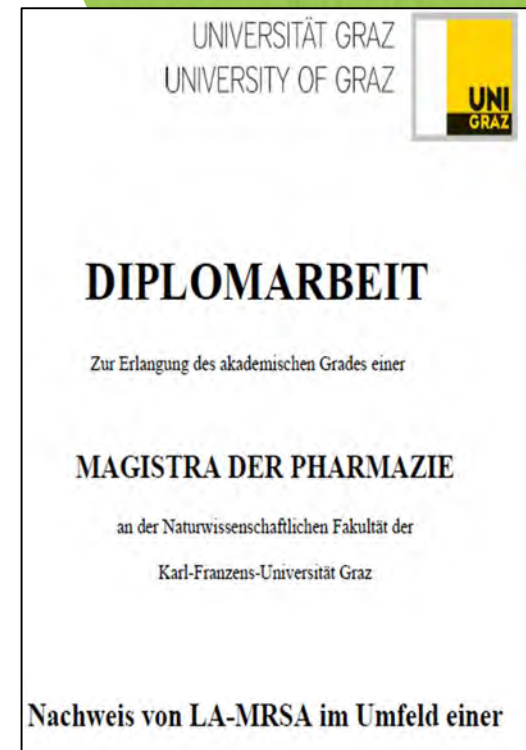 UNIVERSITÄT GRAZ
UNIVERSITY OF GRAZ
UNI
GRAZ
DIPLOMARBEIT
Zur Erlangung des akademischen Grades einer
MAGISTRA DER PHARMAZIE
an der Naturwissenschaftlichen Fakultät der
Karl-Franzens-Universität Graz
Nachweis von LA-MRSA im Umfeld einer